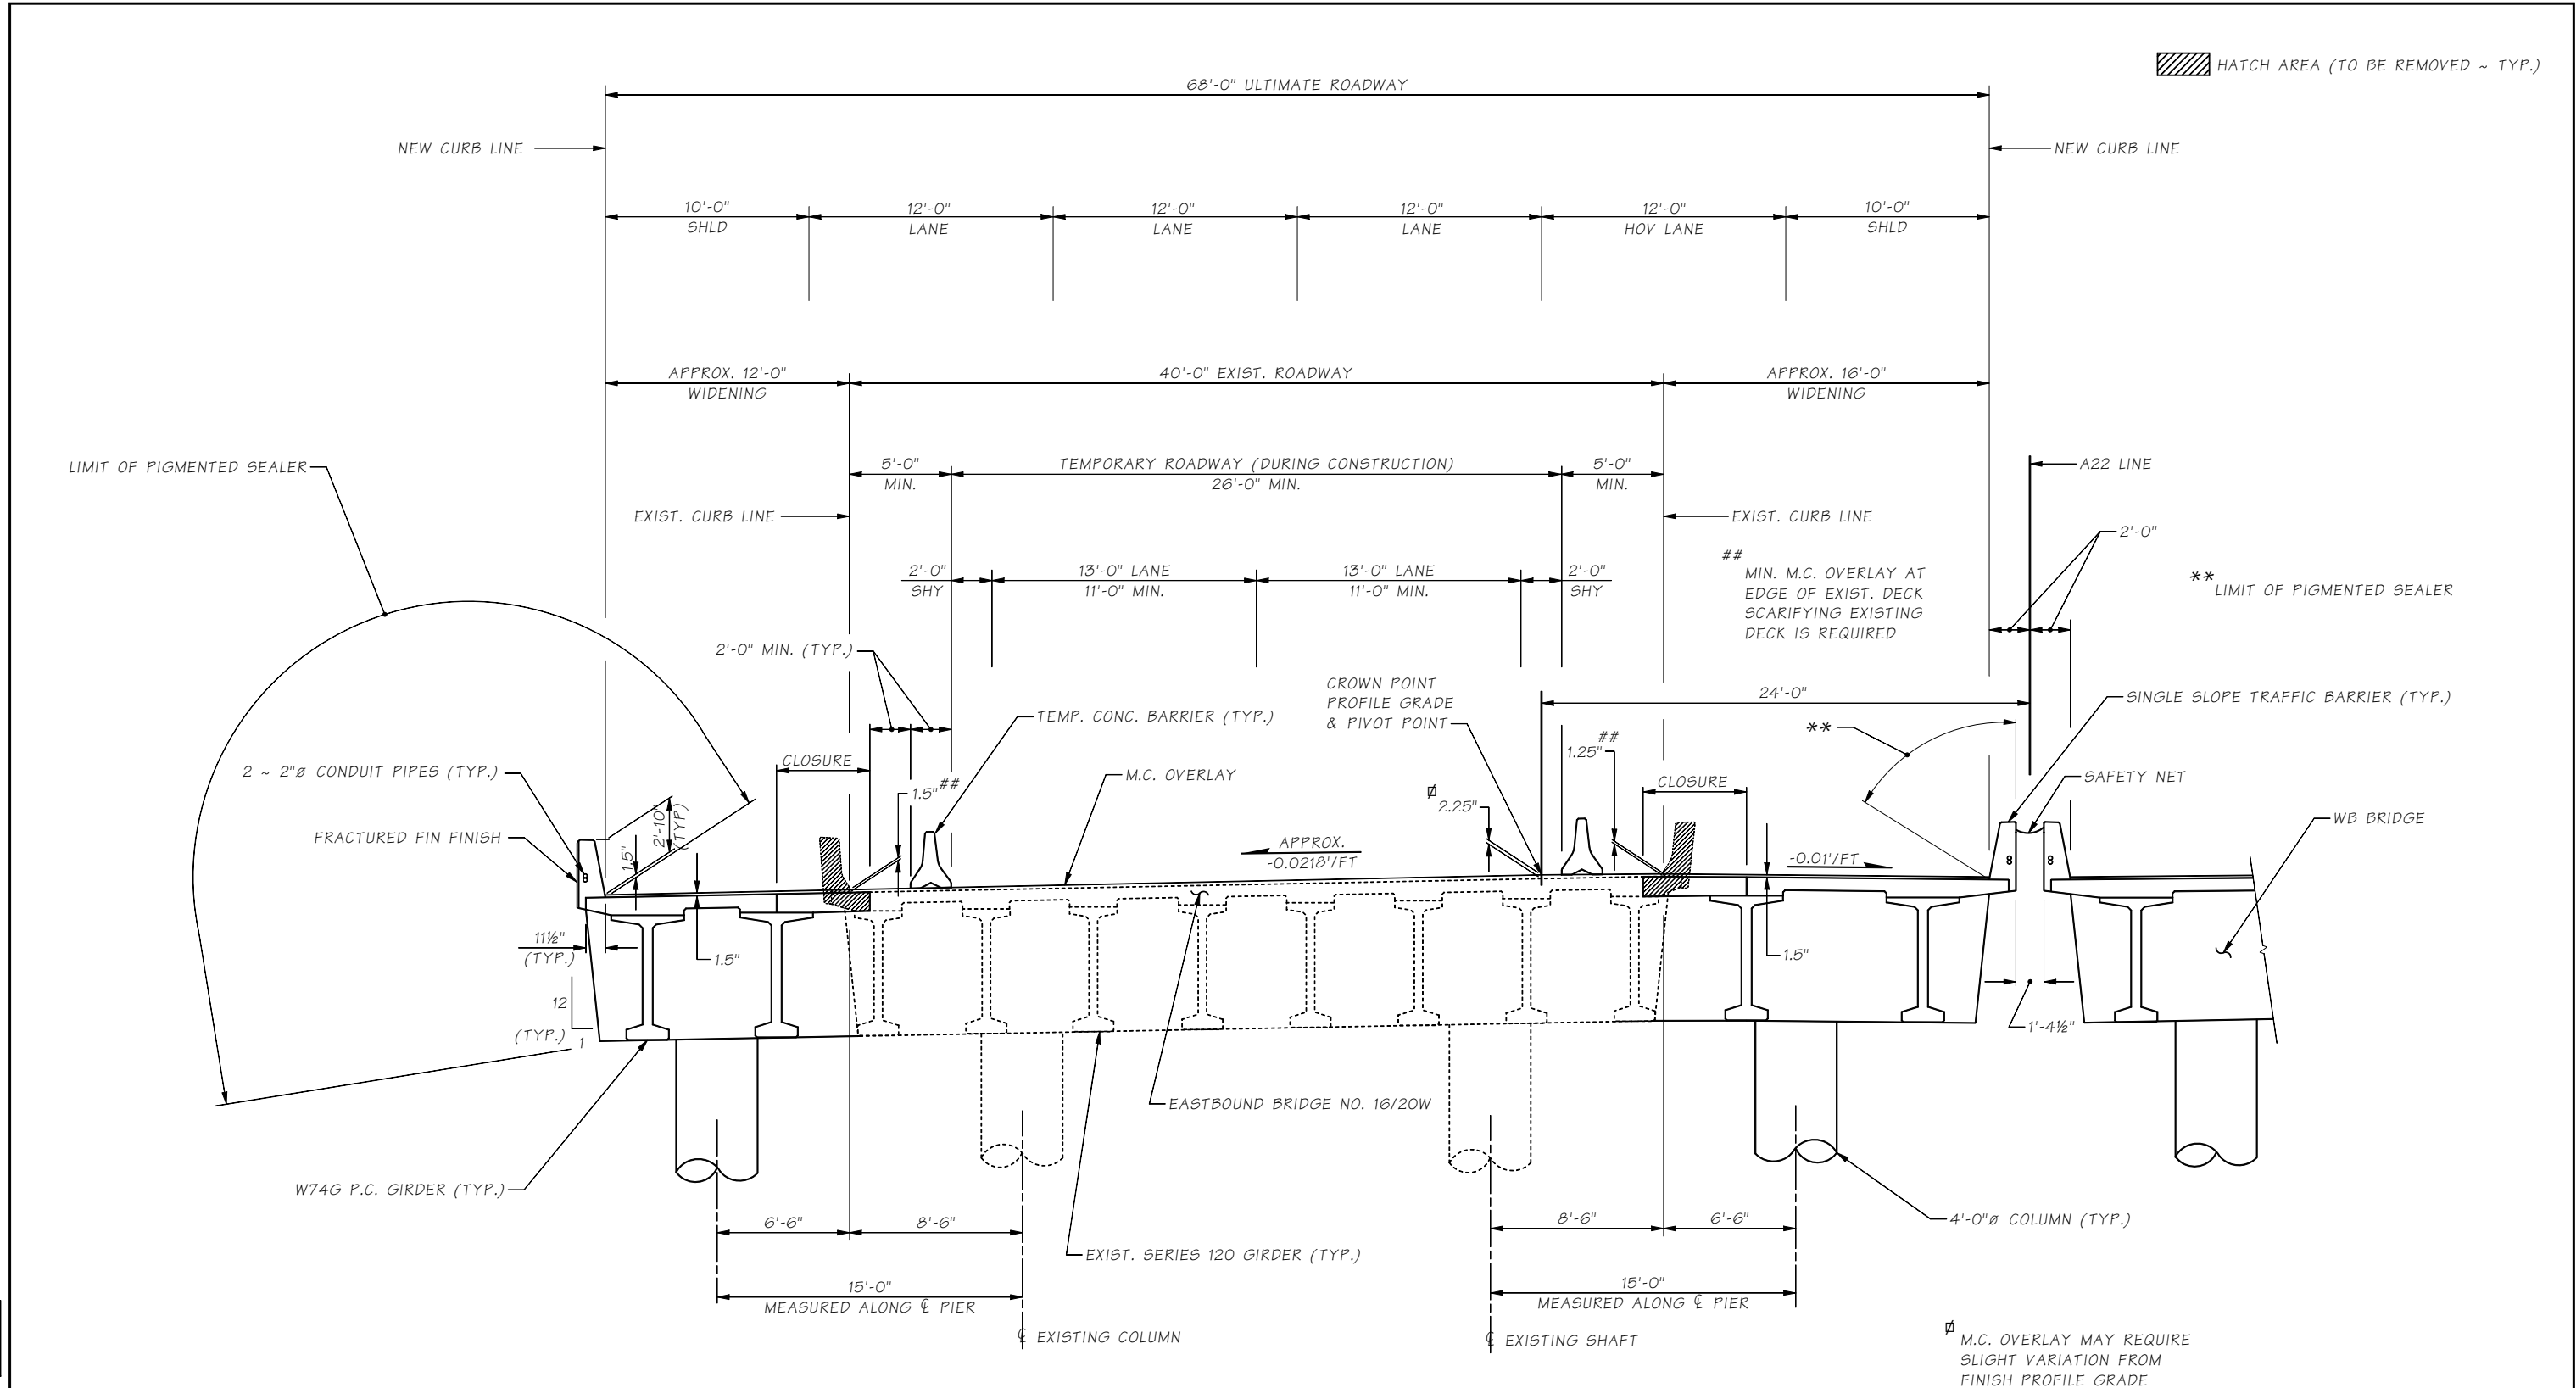 HATCH AREA (TO BE REMOVED ~ TYP.)
68'-0" ULTIMATE ROADWAY
NEW CURB LINE
NEW CURB LINE
10'-0"
SHLD
12'-0"
LANE
12'-0"
LANE
12'-0"
LANE
12'-0"
HOV LANE
10'-0"
SHLD
APPROX. 12'-0"
WIDENING
40'-0" EXIST. ROADWAY
APPROX. 16'-0"
WIDENING
LIMIT OF PIGMENTED SEALER
5'-0"
MIN.
TEMPORARY ROADWAY (DURING CONSTRUCTION)
26'-0" MIN.
5'-0"
MIN.
A22 LINE
EXIST. CURB LINE
EXIST. CURB LINE
2'-0"
2'-0"
SHY
13'-0" LANE
11'-0" MIN.
13'-0" LANE
11'-0" MIN.
2'-0"
SHY
##
MIN. M.C. OVERLAY AT
EDGE OF EXIST. DECK
SCARIFYING EXISTING
DECK IS REQUIRED
**
LIMIT OF PIGMENTED SEALER
2'-0" MIN. (TYP.)
CROWN POINT
PROFILE GRADE
& PIVOT POINT
24'-0"
SINGLE SLOPE TRAFFIC BARRIER (TYP.)
TEMP. CONC. BARRIER (TYP.)
**
##
1.25"
2 ~ 2"ø CONDUIT PIPES (TYP.)
CLOSURE
M.C. OVERLAY
CLOSURE
SAFETY NET
1.5" ##
2.25"
2'-10"
(TYP.)
FRACTURED FIN FINISH
1.5"
APPROX.
-0.0218'/FT
-0.01'/FT
WB BRIDGE
11½"
(TYP.)
1.5"
1.5"
12
(TYP.)
1
1'-4½"
EASTBOUND BRIDGE NO. 16/20W
W74G P.C. GIRDER (TYP.)
6'-6"
8'-6"
8'-6"
6'-6"
4'-0"ø COLUMN (TYP.)
EXIST. SERIES 120 GIRDER (TYP.)
15'-0"
MEASURED ALONG ℄ PIER
15'-0"
MEASURED ALONG ℄ PIER
℄ EXISTING COLUMN
℄ EXISTING SHAFT
M.C. OVERLAY MAY REQUIRE
SLIGHT VARIATION FROM
FINISH PROFILE GRADE